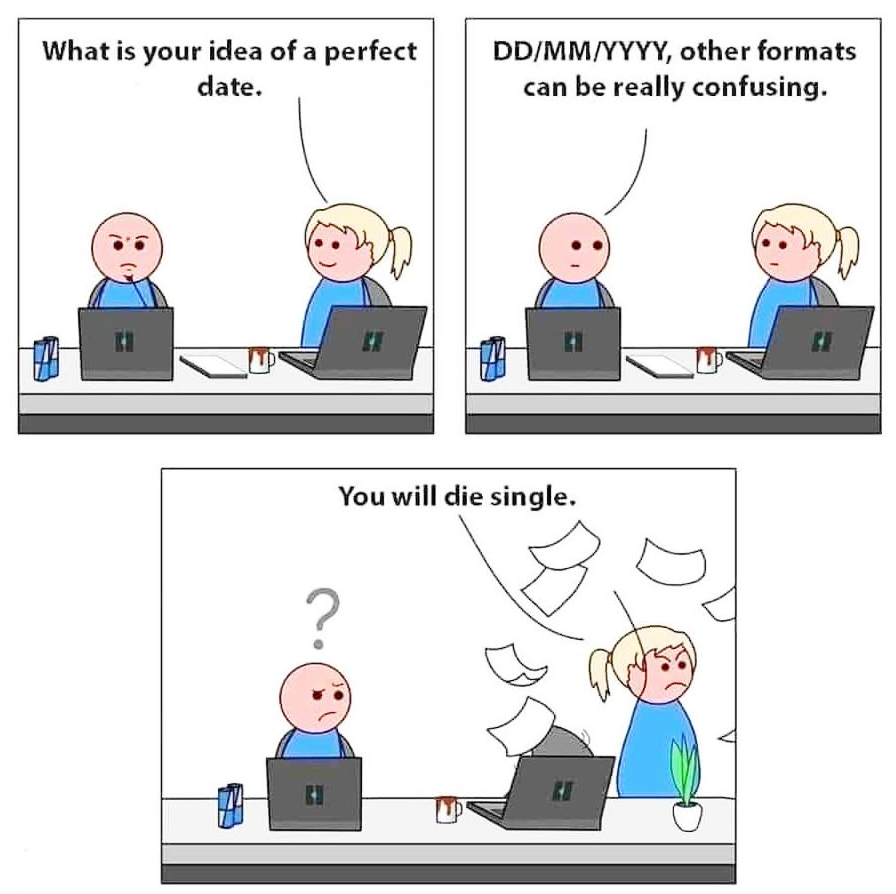 What is your idea of a perfect
date.
DD/MM/YYYY, other formats
can be really confusing.
You will die single.
?